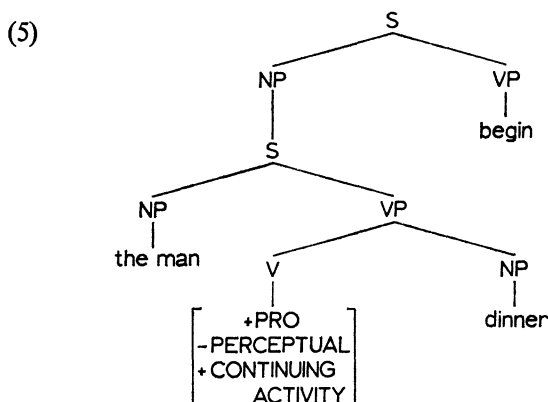 (5)
S
NP VP
begin
S
NP VP
the man
V NP
+PRO dinner
-PERCEPTUAL
+CONTINUING
ACTIVITY